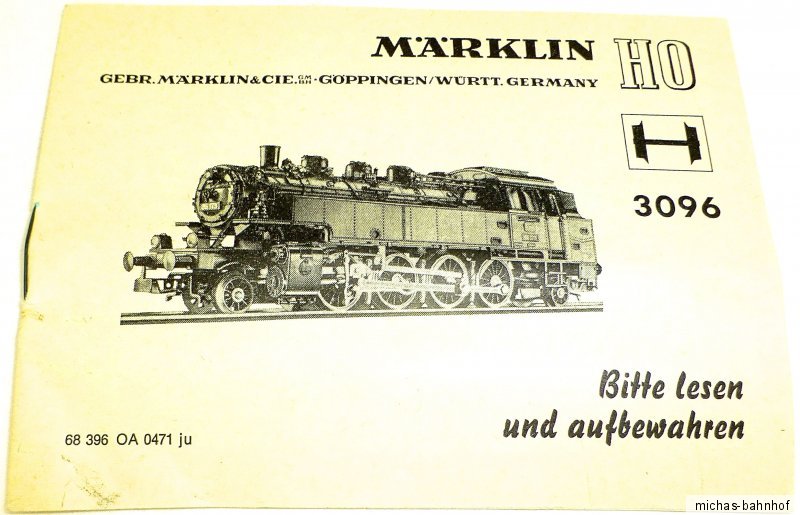 MÄRKLIN HO
GEBR. MÄRKLIN & CIE. GMBH · GÖPPINGEN/WÜRTT. GERMANY
3096
Bitte lesen
und aufbewahren
68 396 OA 0471 ju
michas-bahnhof